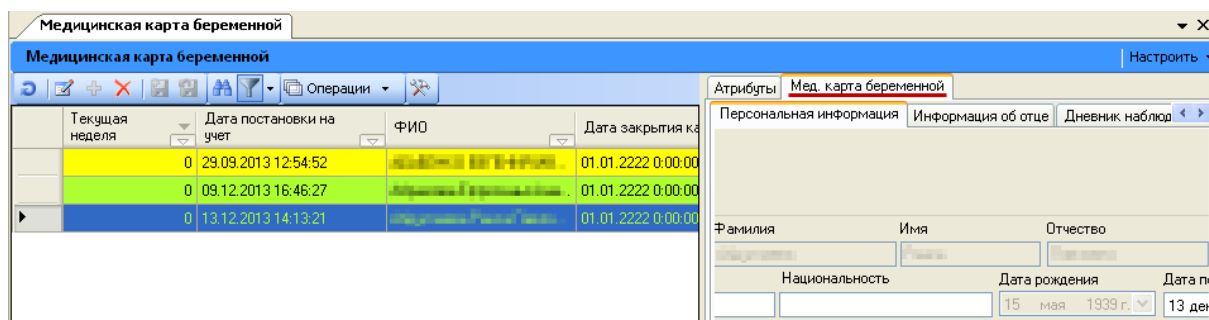 Медицинская карта беременной
Медицинская карта беременной
Настроить
Операции
Текущая неделя
Дата постановки на учет
ФИО
Дата закрытия ка
0 29.09.2013 12:54:52 01.01.2222 0:00:00
0 09.12.2013 16:46:27 01.01.2222 0:00:00
0 13.12.2013 14:13:21 01.01.2222 0:00:00
Атрибуты Мед. карта беременной
Персональная информация Информация об отце Дневник наблюд
Фамилия Имя Отчество
Национальность Дата рождения Дата п
15 мая 1939 г. 13 де